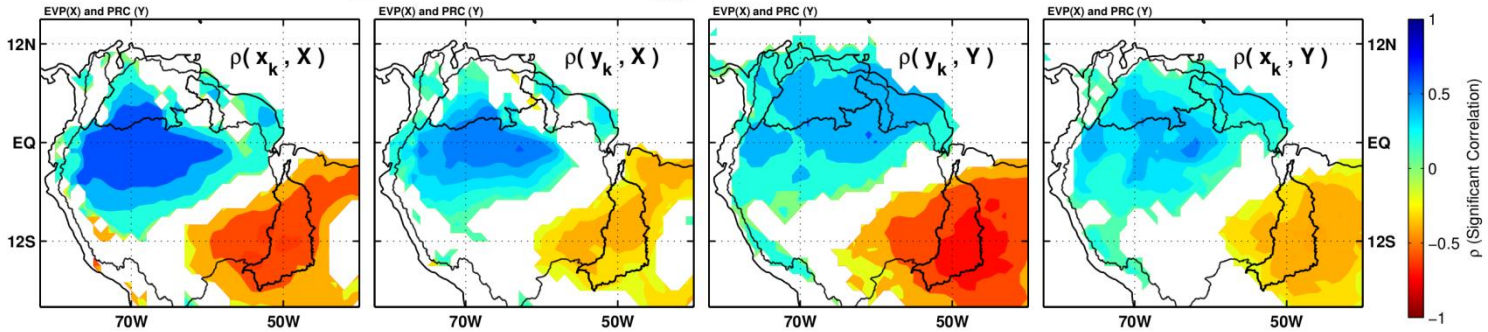 EVP(X) and PRC (Y)
ρ( x_k , X )
12N
EQ
12S
70W
50W
EVP(X) and PRC (Y)
ρ( y_k , X )
70W
50W
EVP(X) and PRC (Y)
ρ( y_k , Y )
70W
50W
EVP(X) and PRC (Y)
ρ( x_k , Y )
12N
EQ
12S
70W
50W
1
0.5
0
−0.5
−1
ρ (Significant Correlation)